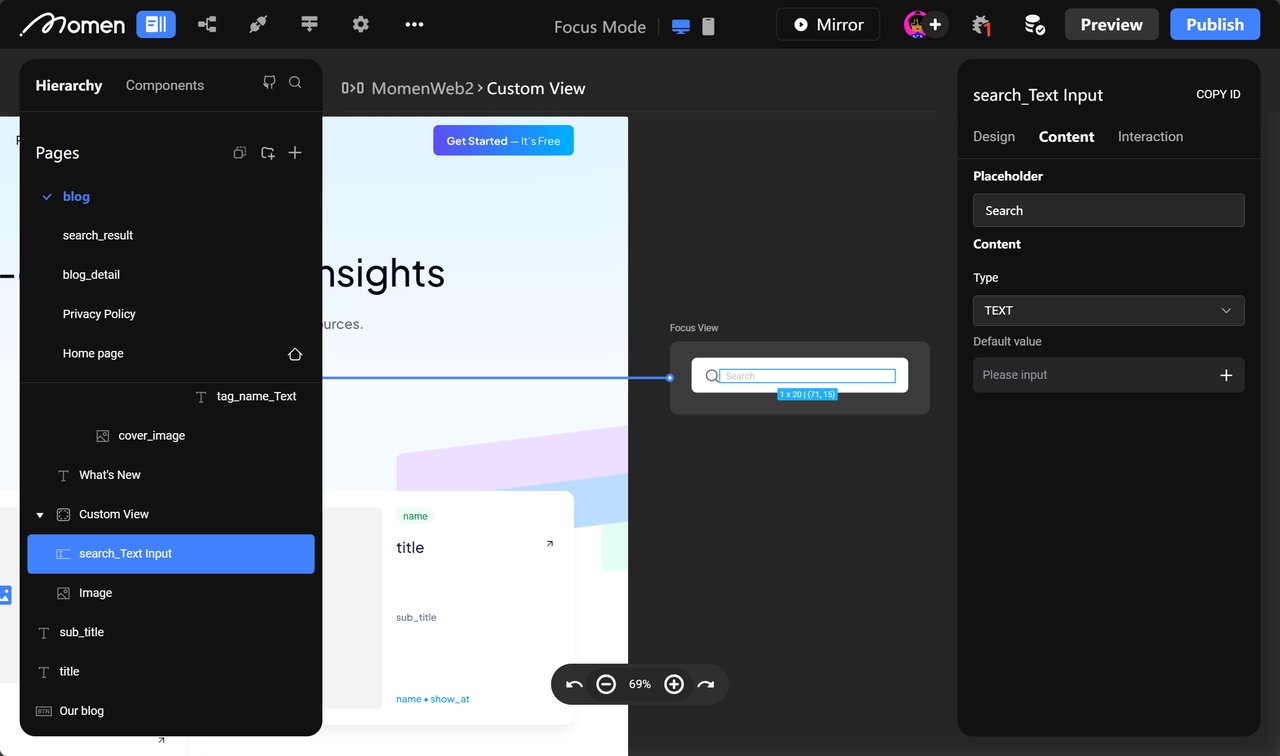 Momen
Focus Mode
Mirror
1
Preview
Publish
Hierarchy
Components
MomenWeb2 > Custom View
Pages
blog
search_result
blog_detail
Privacy Policy
Home page
tag_name_Text
cover_image
What's New
Custom View
search_Text Input
Image
sub_title
title
BTN Our blog
Get Started — It's Free
nsights
urces.
name
title
sub_title
name • show_at
Focus View
Search
1 x 20 | (71, 15)
69%
search_Text Input
COPY ID
Design
Content
Interaction
Placeholder
Search
Content
Type
TEXT
Default value
Please input